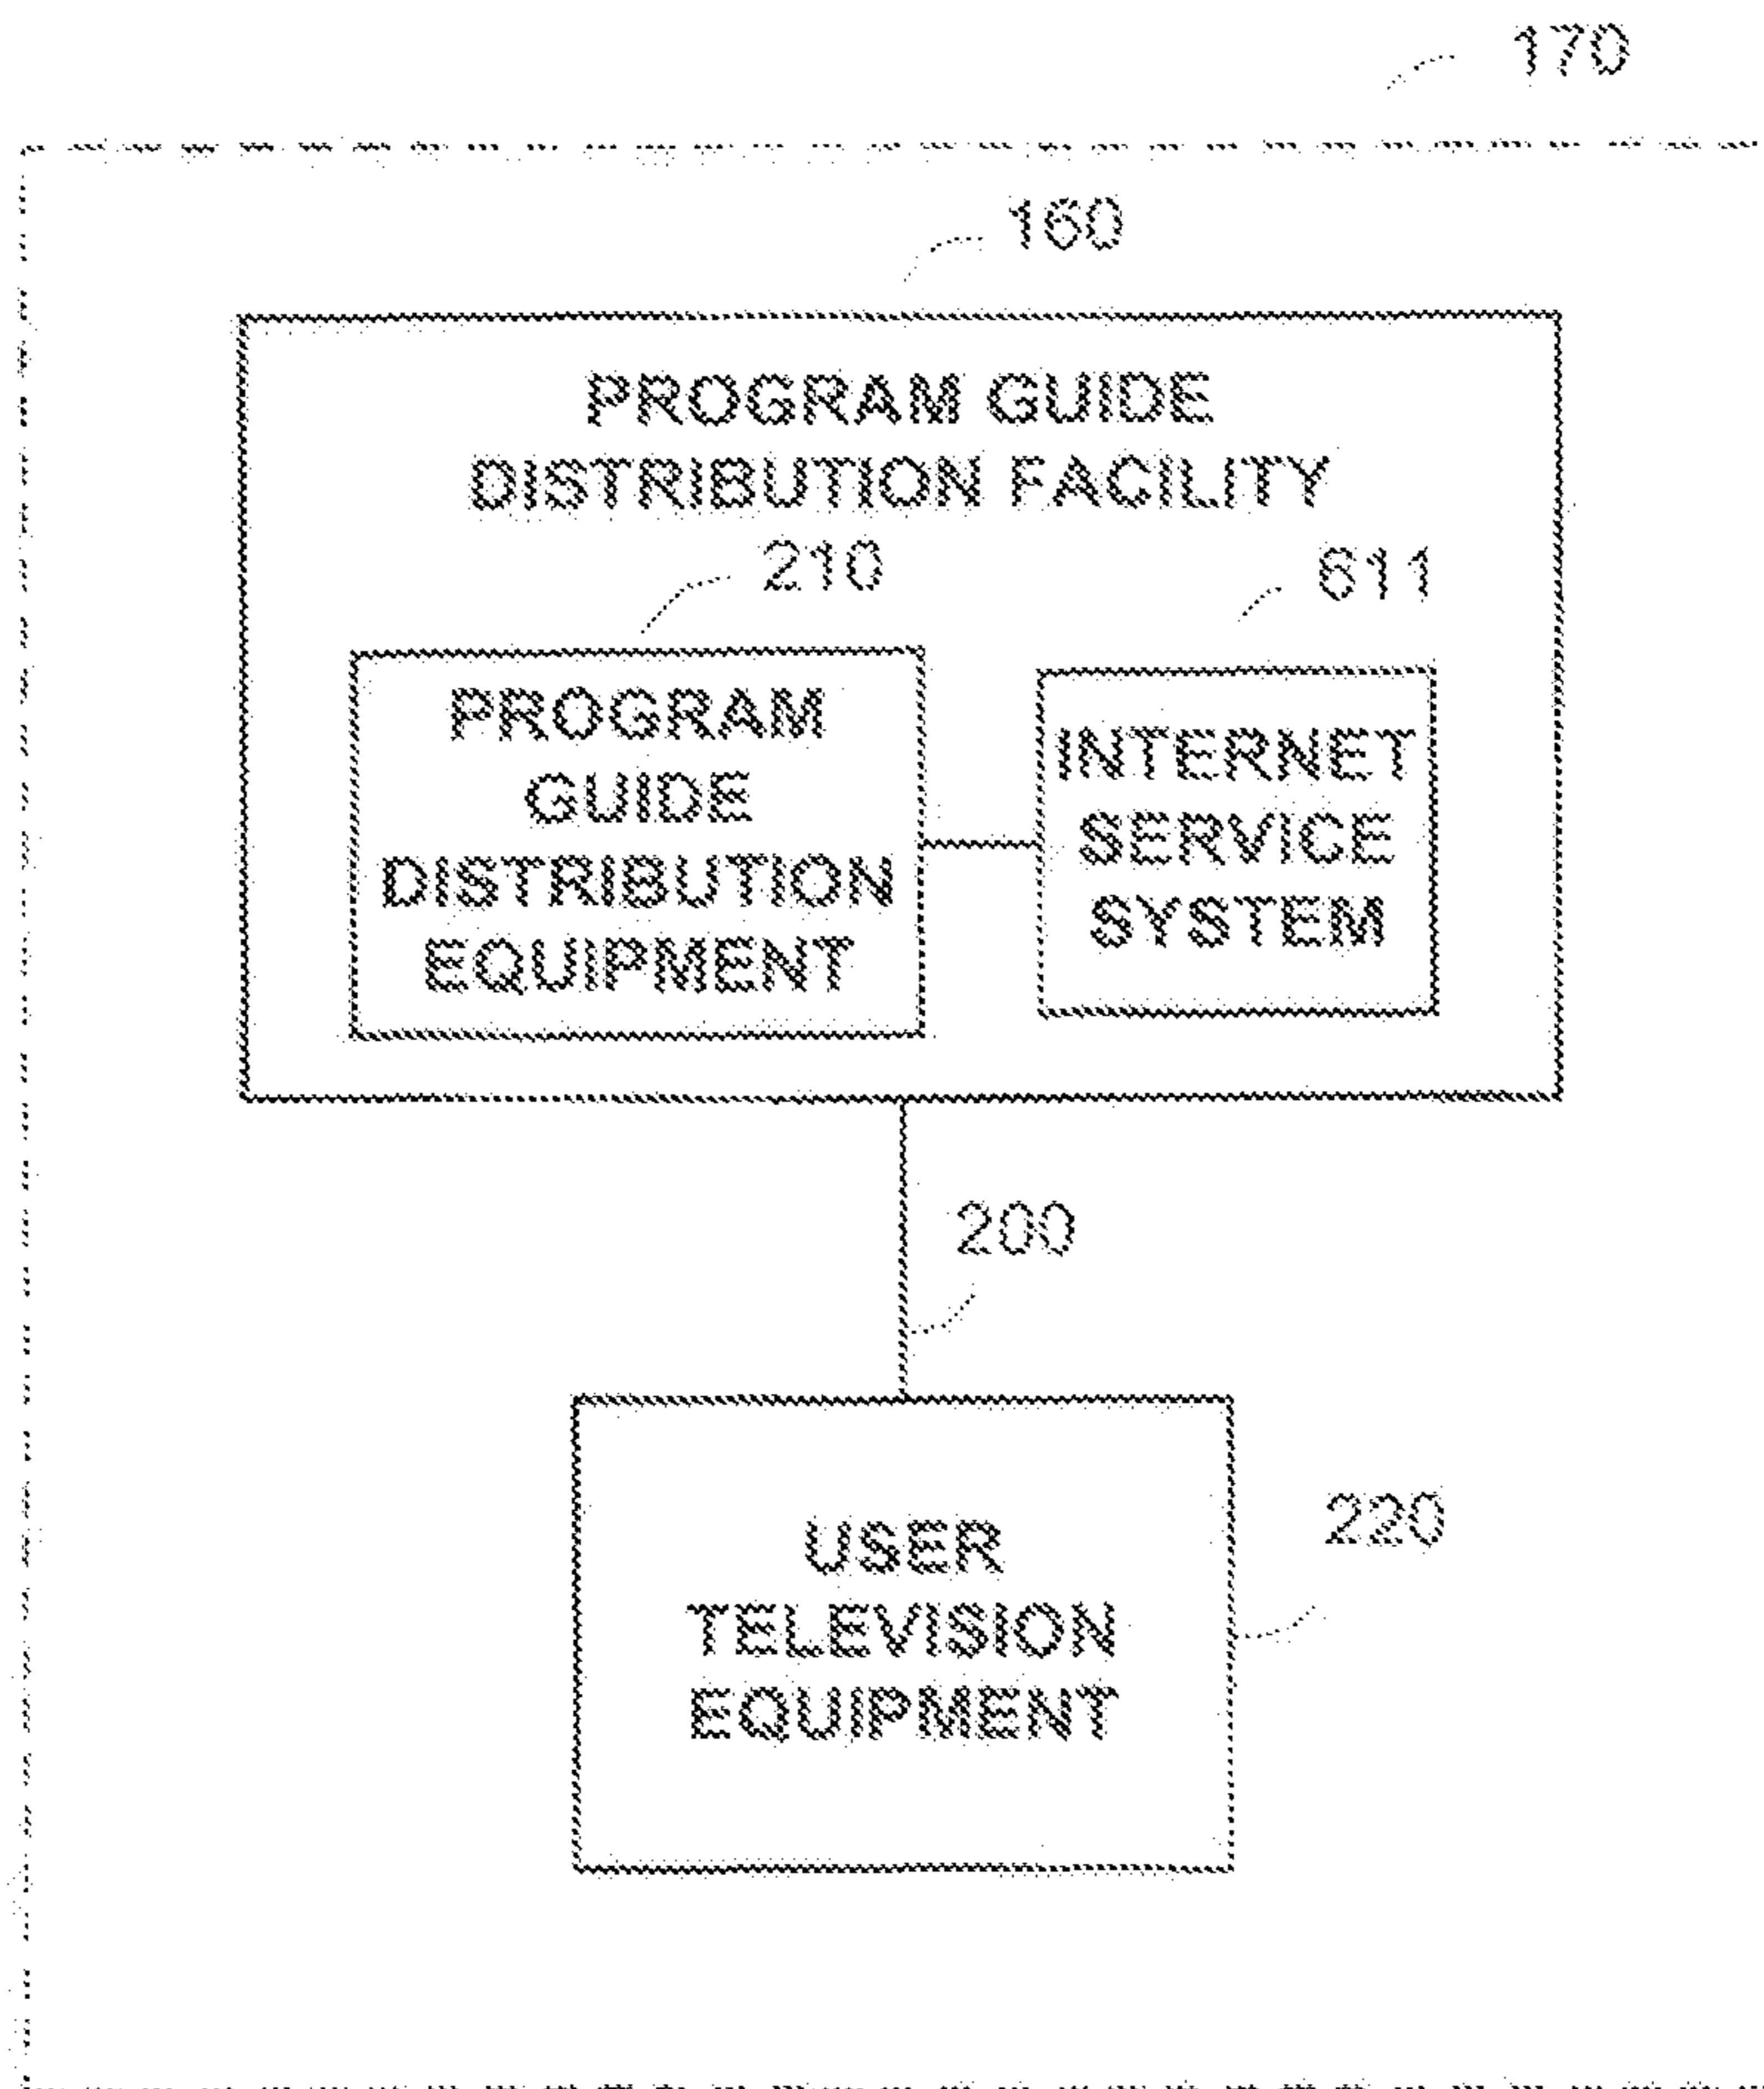 170
160
PROGRAM GUIDE
DISTRIBUTION FACILITY
210
611
PROGRAM
GUIDE
DISTRIBUTION
EQUIPMENT
INTERNET
SERVICE
SYSTEM
200
USER
TELEVISION
EQUIPMENT
220